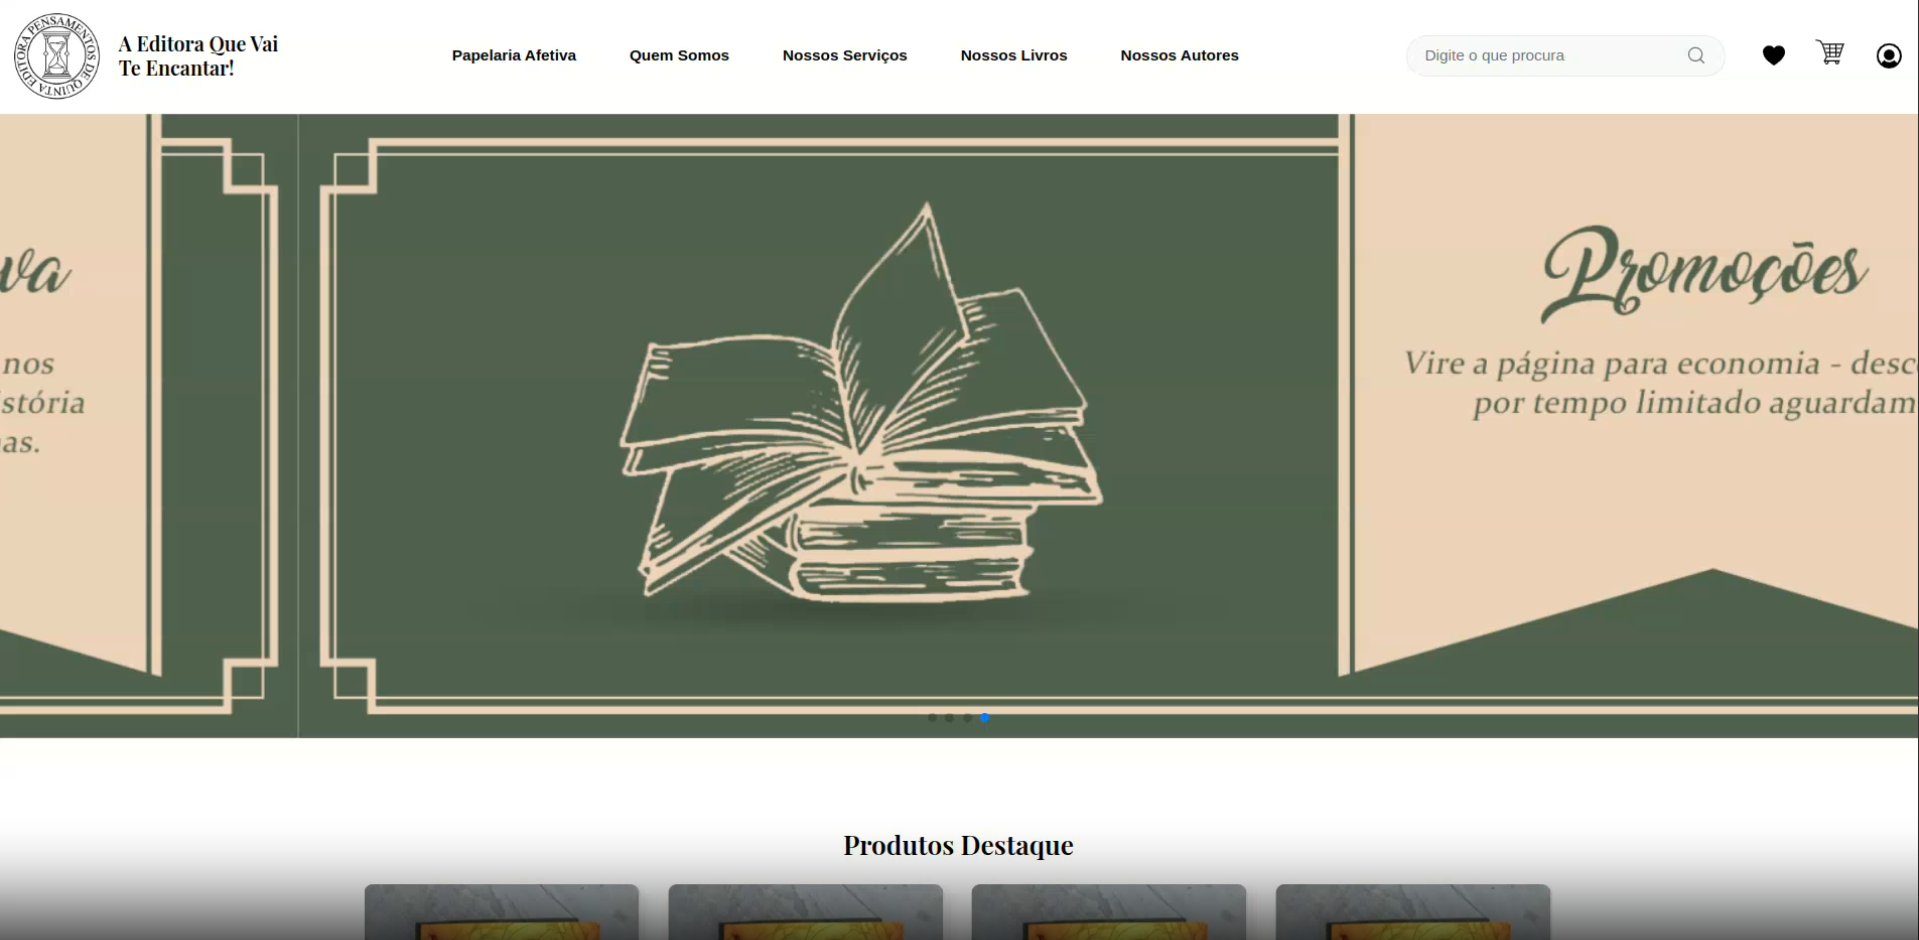 EDITORA PENSAMENTOS DE QUINTA
A Editora Que Vai
Te Encantar!
Papelaria Afetiva
Quem Somos
Nossos Serviços
Nossos Livros
Nossos Autores
Digite o que procura
va
nos
istória
as.
Promoções
Vire a página para economia - desc
por tempo limitado aguardam
Produtos Destaque